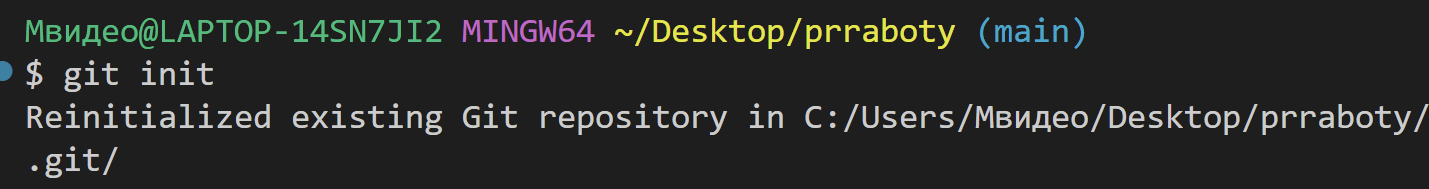 Мвидео@LAPTOP-14SN7JI2 MINGW64 ~/Desktop/prraboty (main)
$ git init
Reinitialized existing Git repository in C:/Users/Мвидео/Desktop/prraboty/
.git/